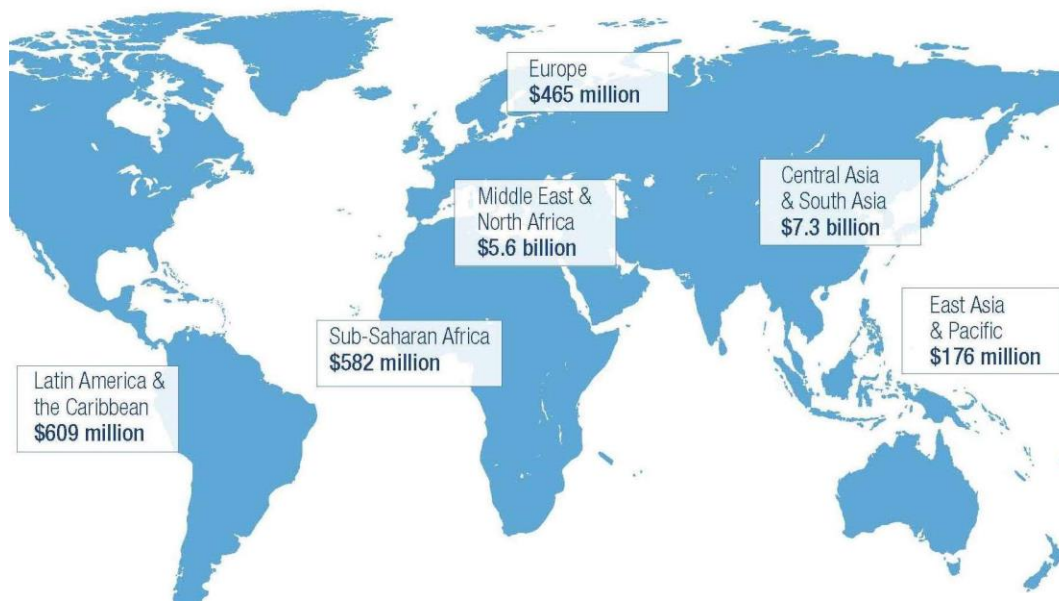 Europe
$465 million
Middle East &
North Africa
$5.6 billion
Central Asia
& South Asia
$7.3 billion
East Asia
& Pacific
$176 million
Sub-Saharan Africa
$582 million
Latin America &
the Caribbean
$609 million